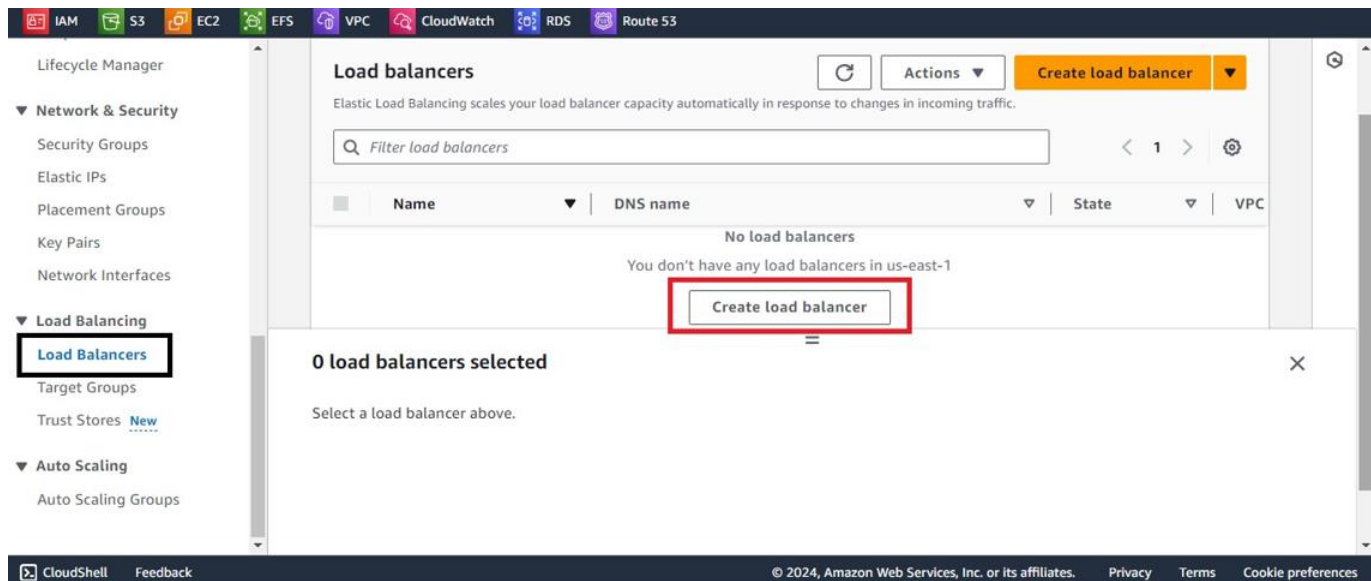 IAM S3 EC2 EFS VPC CloudWatch RDS Route 53
Lifecycle Manager
Network & Security
Security Groups
Elastic IPs
Placement Groups
Key Pairs
Network Interfaces
Load Balancing
Load Balancers
Target Groups
Trust Stores New
Auto Scaling
Auto Scaling Groups
Load balancers
Actions
Create load balancer
Elastic Load Balancing scales your load balancer capacity automatically in response to changes in incoming traffic.
Filter load balancers
1
Name DNS name State VPC
No load balancers
You don't have any load balancers in us-east-1
Create load balancer
0 load balancers selected
Select a load balancer above.
CloudShell Feedback © 2024, Amazon Web Services, Inc. or its affiliates. Privacy Terms Cookie preferences